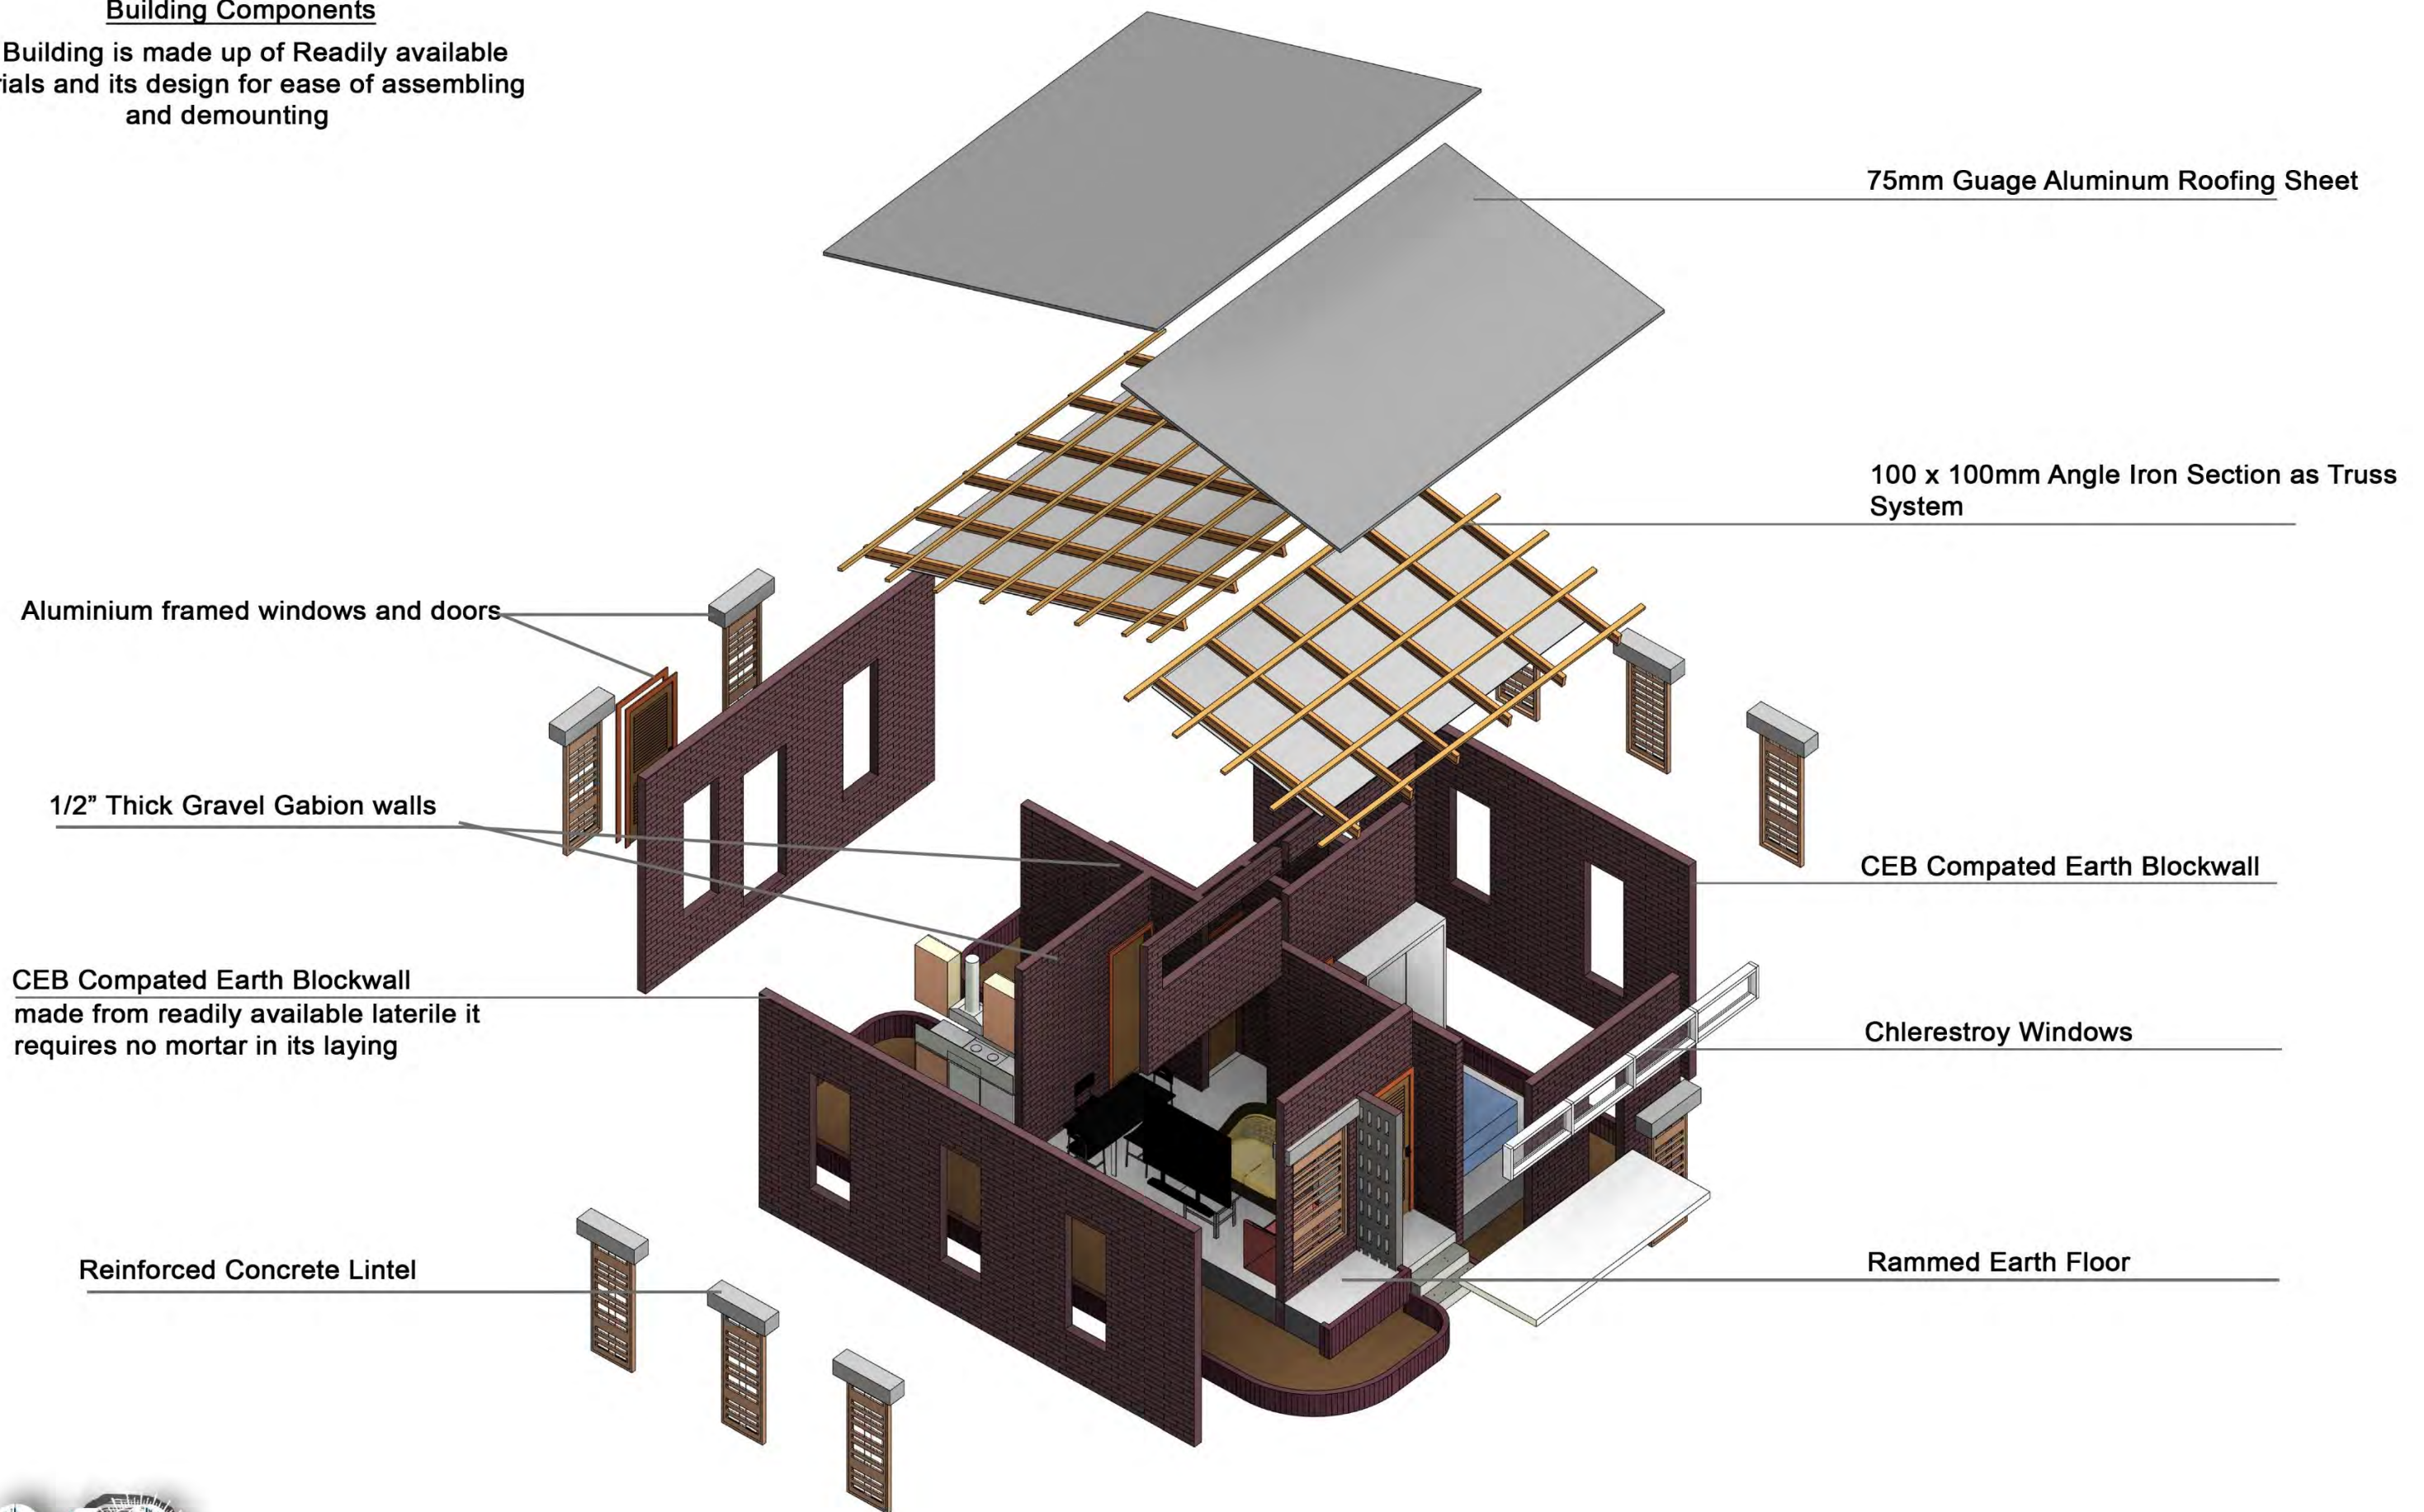 Building Components
Building is made up of Readily available
rials and its design for ease of assembling
and demounting
75mm Guage Aluminum Roofing Sheet
100 x 100mm Angle Iron Section as Truss
System
Aluminium framed windows and doors
1/2” Thick Gravel Gabion walls
CEB Compated Earth Blockwall
CEB Compated Earth Blockwall
made from readily available laterile it
requires no mortar in its laying
Chlerestroy Windows
Reinforced Concrete Lintel
Rammed Earth Floor